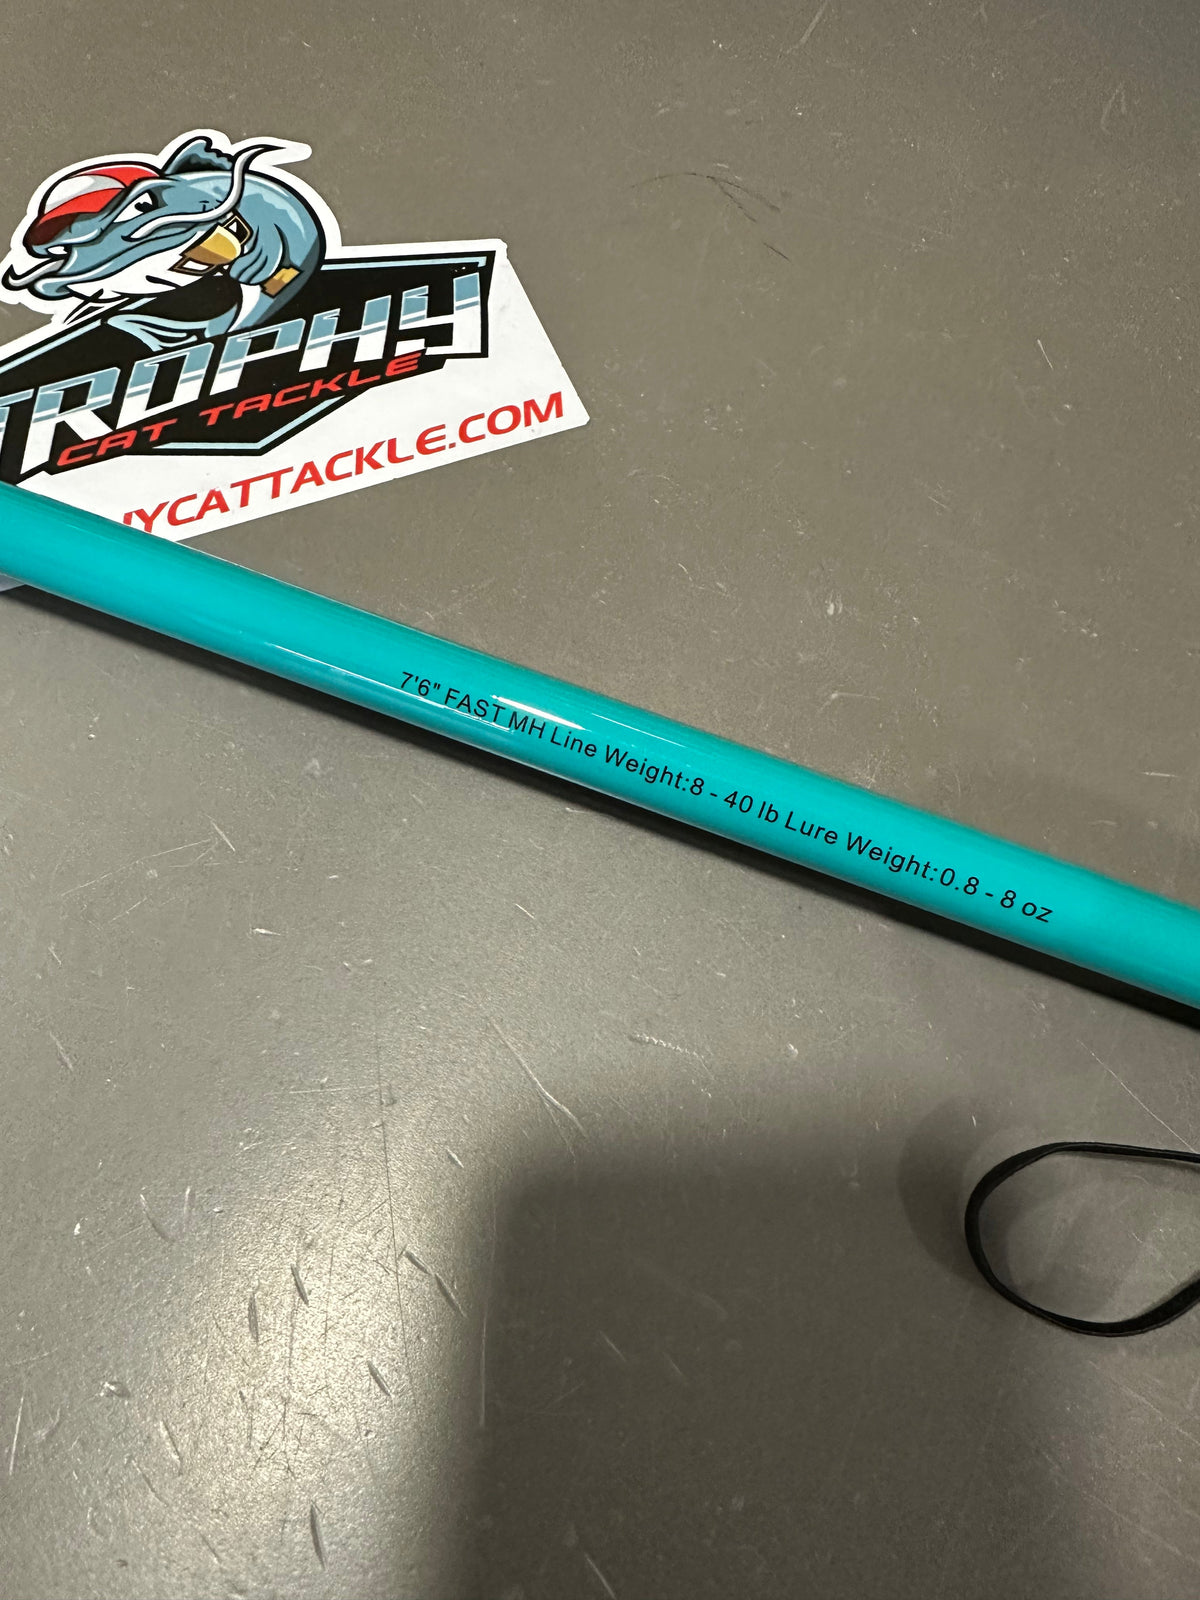 TROPHY
CAT TACKLE
HYCATTACKLE.COM
7'6" FAST MH Line Weight:8 - 40 lb Lure Weight:0.8 - 8 oz